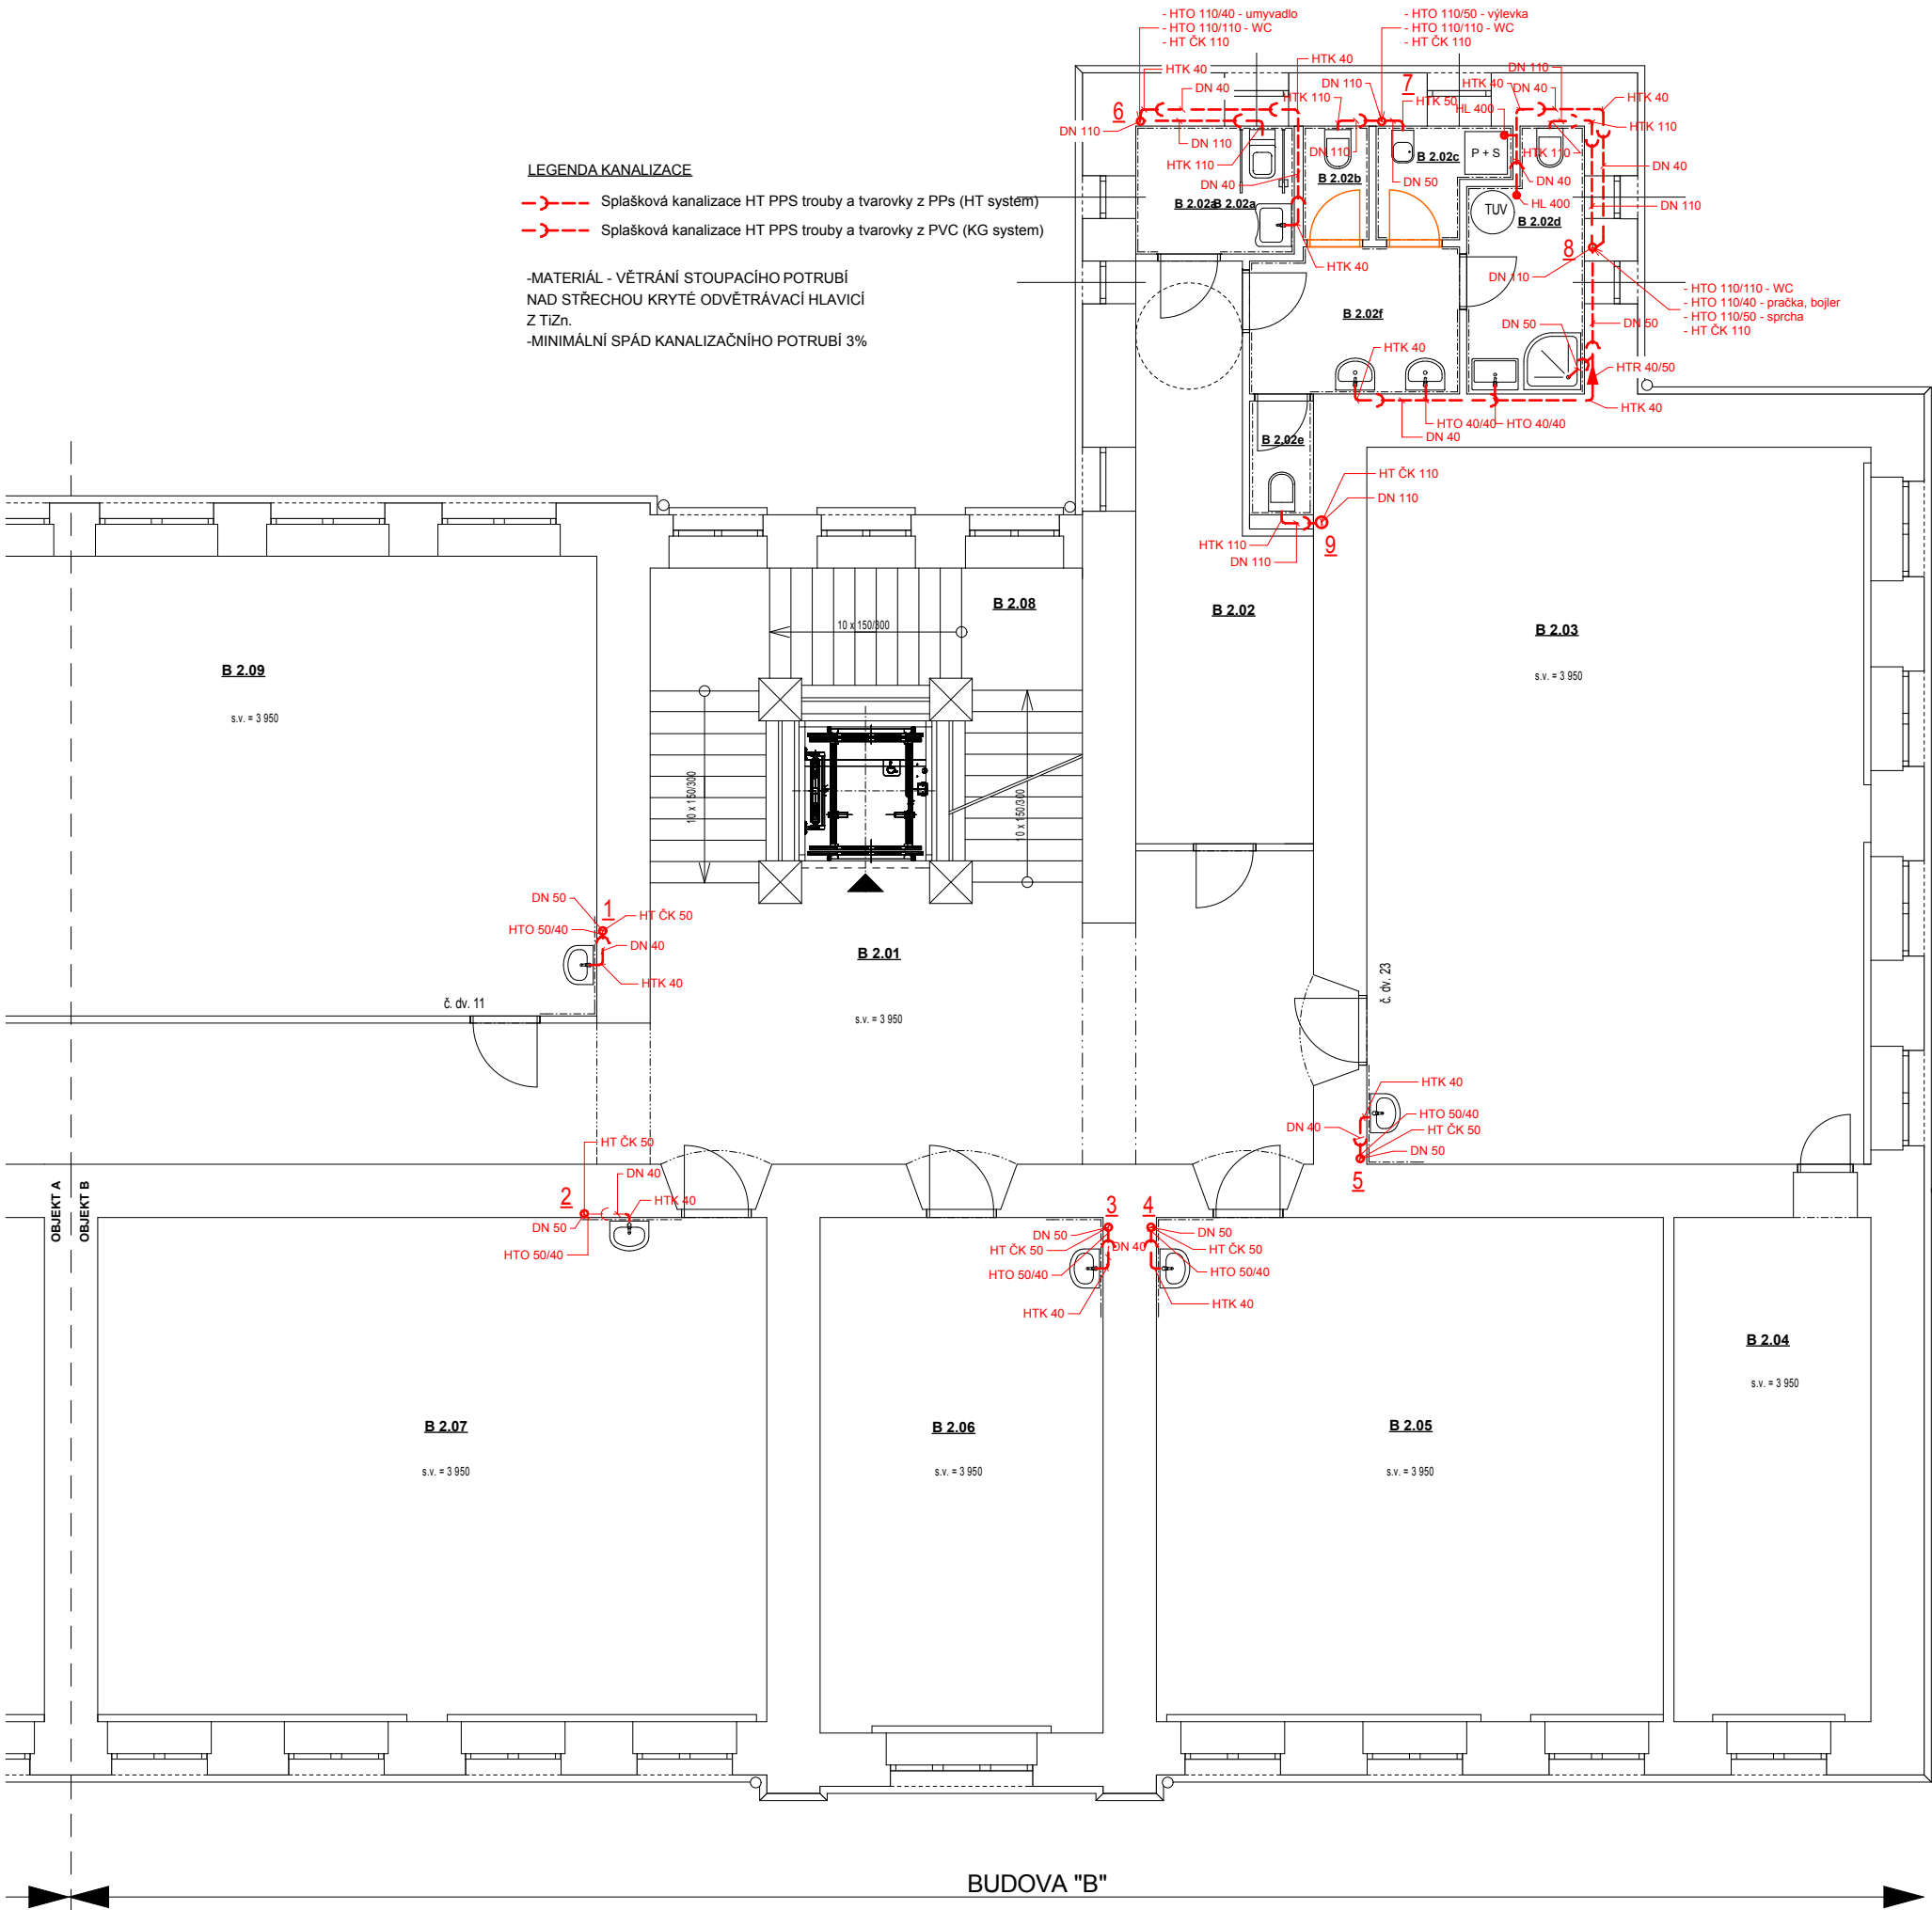 - HTO 110/40 - umyvadlo
- HTO 110/110 - WC
- HT ČK 110
- HTO 110/50 - výlevka
- HTO 110/110 - WC
- HT ČK 110
HTK 40
HTK 40
DN 40
DN 110
HTK 110
7
HTK 50
HTK 40
DN 110
DN 40
HL 400
HTK 40
HTK 110
6
DN 110
DN 110
HTK 110
DN 40
DN 110
B 2.02b
B 2.02c
DN 50
P + S
HTK 110
DN 40
DN 40
HL 400
DN 110
B 2.02a
B 2.02a
TUV
B 2.02d
8
DN 110
HTK 40
LEGENDA KANALIZACE
Splašková kanalizace HT PPS trouby a tvarovky z PPs (HT system)
Splašková kanalizace HT PPS trouby a tvarovky z PVC (KG system)
-MATERIÁL - VĚTRÁNÍ STOUPACÍHO POTRUBÍ
NAD STŘECHOU KRYTÉ ODVĚTRÁVACÍ HLAVICÍ
Z TiZn.
-MINIMÁLNÍ SPÁD KANALIZAČNÍHO POTRUBÍ 3%
- HTO 110/110 - WC
- HTO 110/40 - pračka, bojler
- HTO 110/50 - sprcha
- HT ČK 110
B 2.02f
DN 50
DN 50
HTK 40
HTR 40/50
HTK 40
HTO 40/40
HTO 40/40
DN 40
B 2.02e
HT ČK 110
DN 110
9
HTK 110
DN 110
B 2.08
10 x 150/300
B 2.02
B 2.03
s.v. = 3 950
B 2.09
s.v. = 3 950
10 x 150/300
10 x 150/300
DN 50
1
HT ČK 50
HTO 50/40
DN 40
HTK 40
B 2.01
s.v. = 3 950
č. dv. 11
č. dv. 23
HTK 40
HTO 50/40
DN 40
HT ČK 50
DN 50
5
HT ČK 50
DN 40
2
HTK 40
DN 50
HTO 50/40
OBJEKT A
OBJEKT B
3
4
DN 50
HT ČK 50
DN 40
HTO 50/40
HTK 40
DN 50
HT ČK 50
HTO 50/40
HTK 40
B 2.04
s.v. = 3 950
B 2.07
s.v. = 3 950
B 2.06
s.v. = 3 950
B 2.05
s.v. = 3 950
BUDOVA "B"